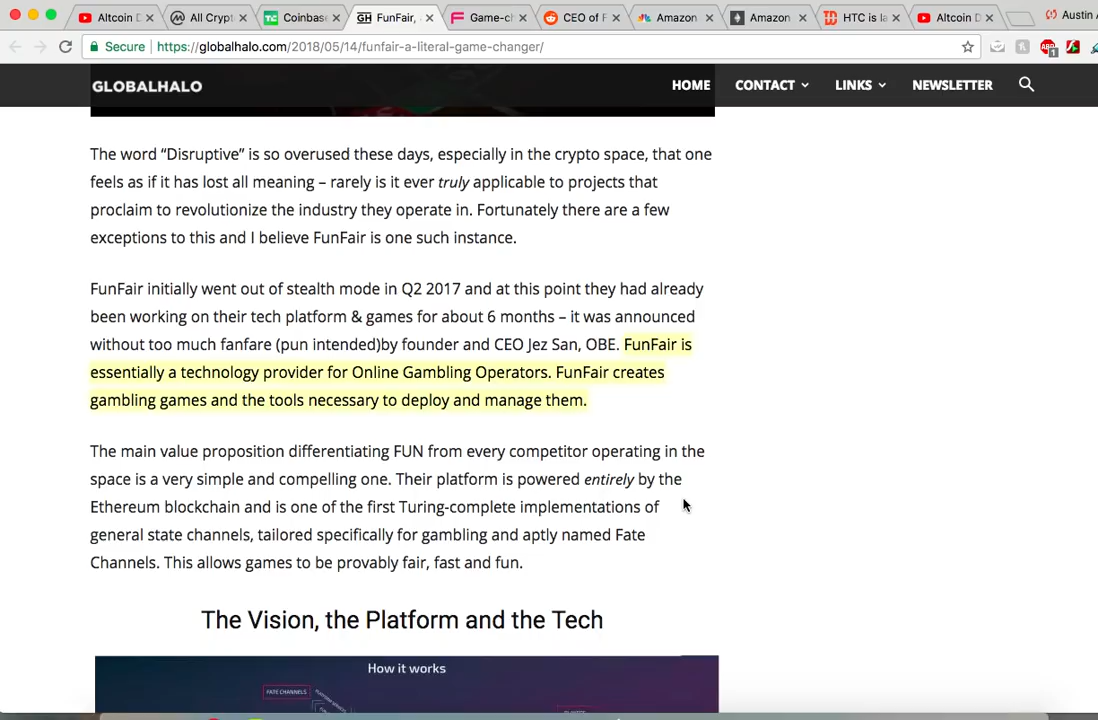 Altcoin D
All Crypt
Coinbase
FunFair,
Game-ch
CEO of F
Amazon
Amazon
HTC is la
Altcoin D
Austin
Secure
https://globalhalo.com/2018/05/14/funfair-a-literal-game-changer/
GLOBALHALO
HOME
CONTACT
LINKS
NEWSLETTER
The word “Disruptive” is so overused these days, especially in the crypto space, that one
feels as if it has lost all meaning – rarely is it ever truly applicable to projects that
proclaim to revolutionize the industry they operate in. Fortunately there are a few
exceptions to this and I believe FunFair is one such instance.
FunFair initially went out of stealth mode in Q2 2017 and at this point they had already
been working on their tech platform & games for about 6 months – it was announced
without too much fanfare (pun intended)by founder and CEO Jez San, OBE. FunFair is
essentially a technology provider for Online Gambling Operators. FunFair creates
gambling games and the tools necessary to deploy and manage them.
The main value proposition differentiating FUN from every competitor operating in the
space is a very simple and compelling one. Their platform is powered entirely by the
Ethereum blockchain and is one of the first Turing-complete implementations of
general state channels, tailored specifically for gambling and aptly named Fate
Channels. This allows games to be provably fair, fast and fun.
The Vision, the Platform and the Tech
How it works
FATE CHANNELS